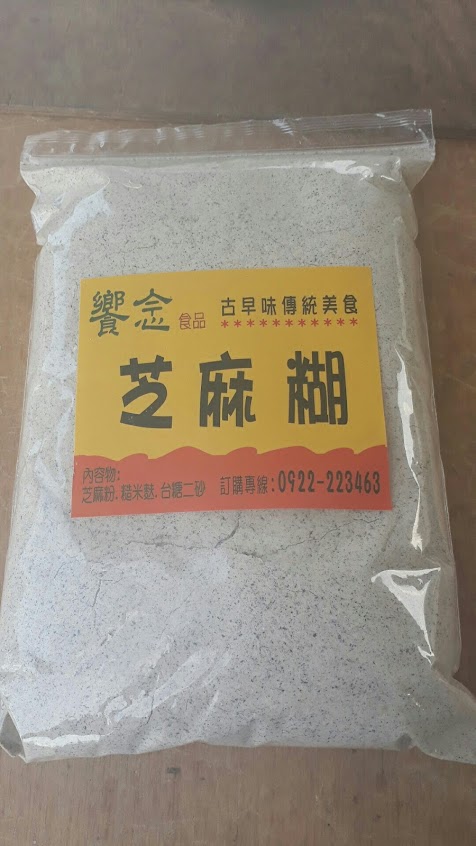 饗念食品 古早味傳統美食
***********
芝麻糊
內容物:
芝麻粉.糙米麩.台糖二砂 訂購專線:0922-223463